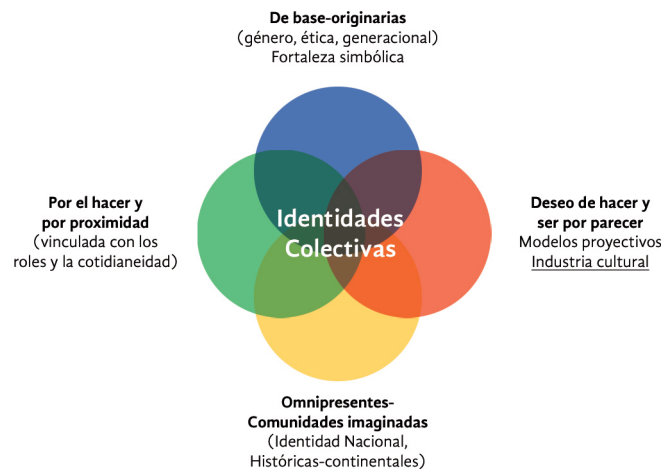 De base-originarias
(género, ética, generacional)
Fortaleza simbólica
Por el hacer y
por proximidad
(vinculada con los
roles y la cotidianeidad)
Identidades
Colectivas
Deseo de hacer y
ser por parecer
Modelos proyectivos
Industria cultural
Omnipresentes-
Comunidades imaginadas
(Identidad Nacional,
Históricas-continentales)